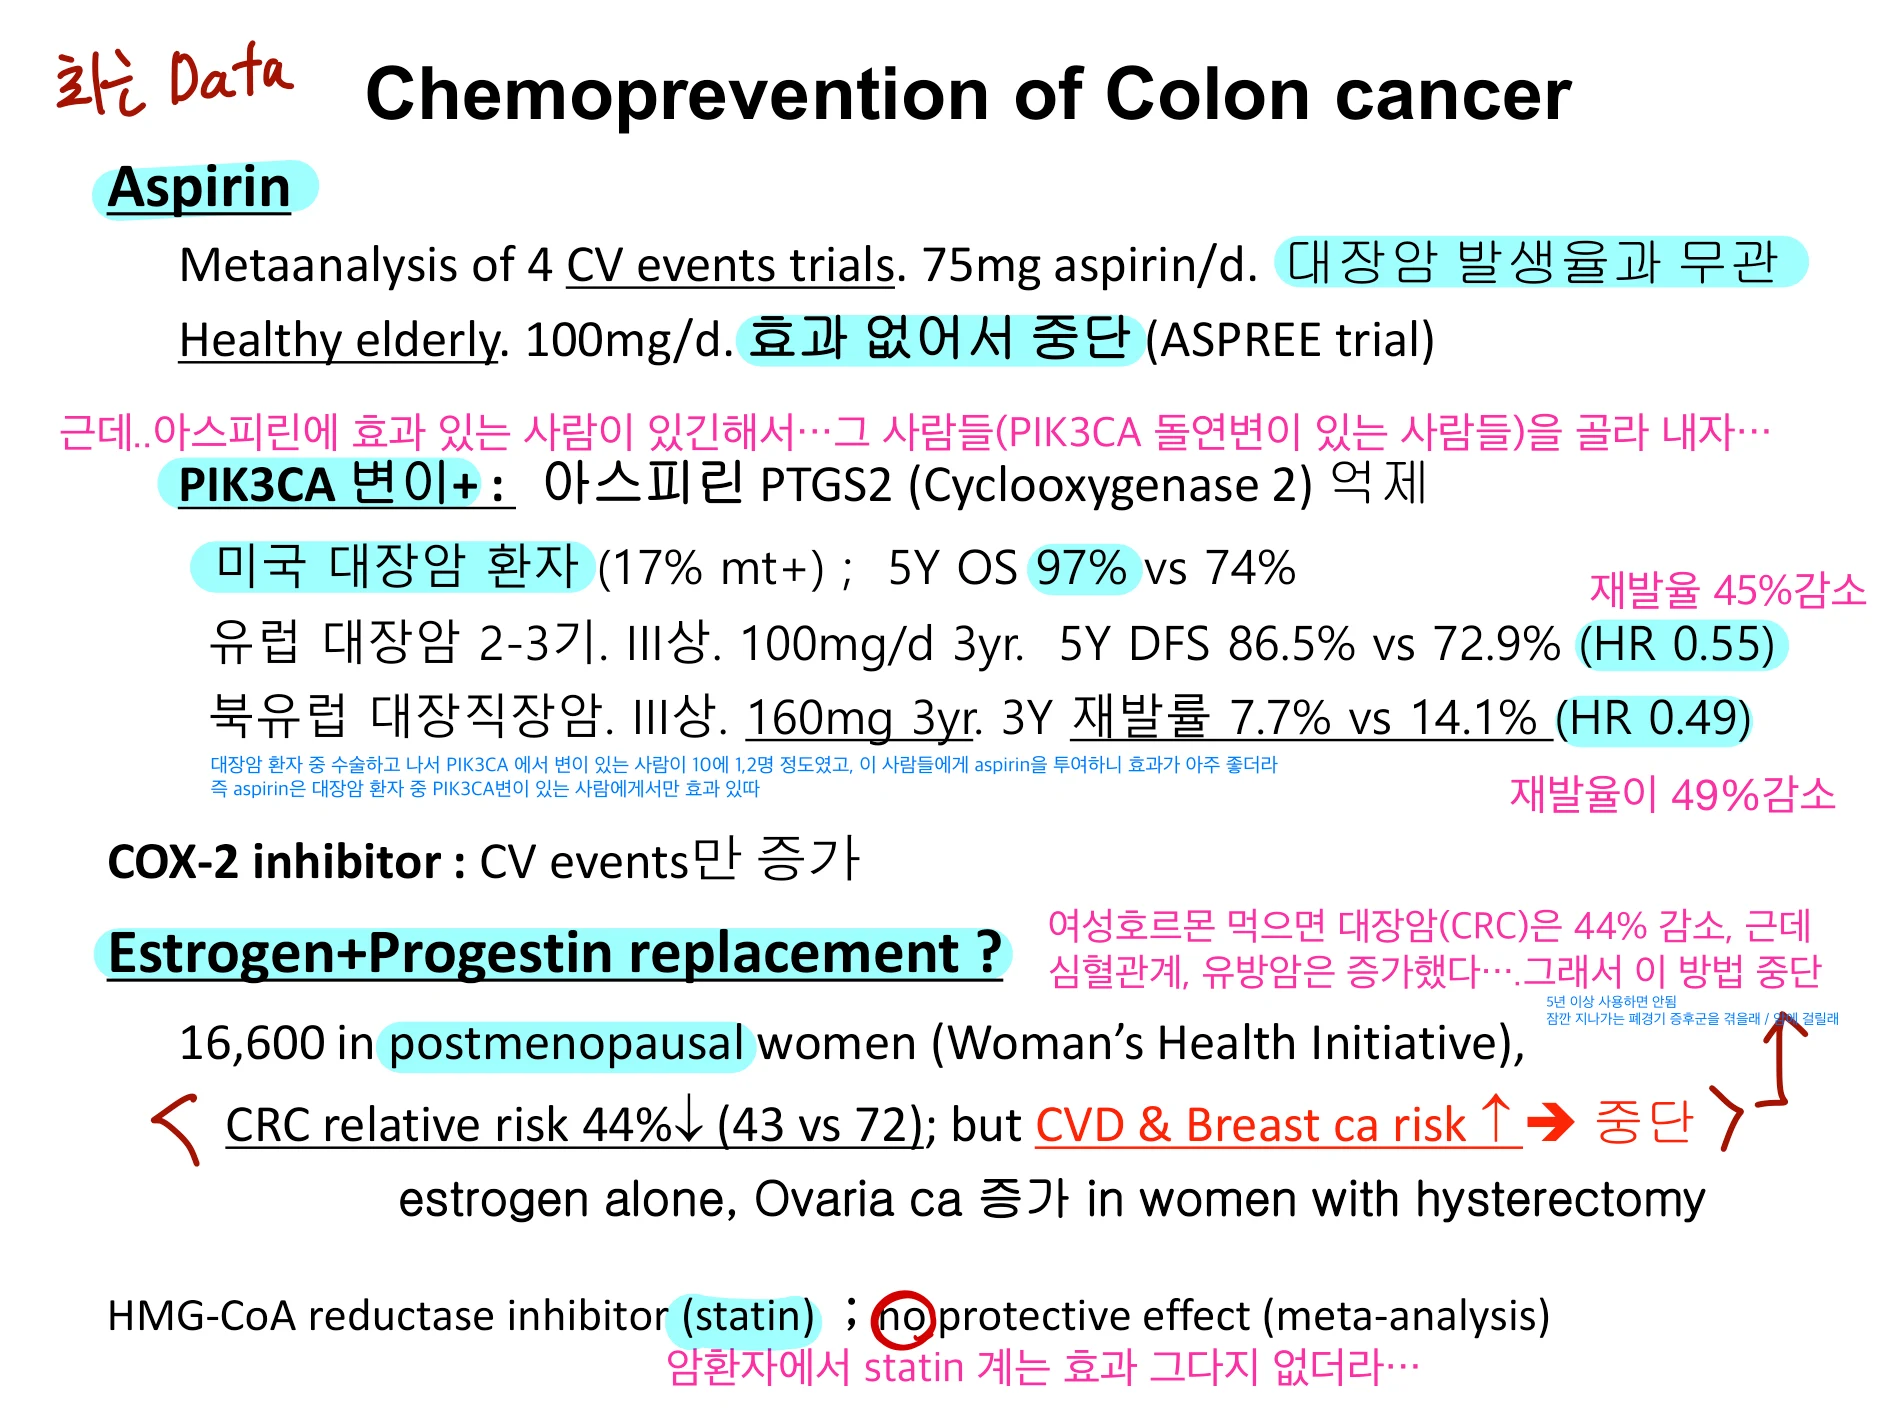 Data
Chemoprevention of Colon cancer
Aspirin
Metaanalysis of 4 CV events trials. 75mg aspirin/d. 대장암 발생율과 무관
Healthy elderly. 100mg/d. 효과 없어서 중단 (ASPREE trial)
근데..아스피린에 효과 있는 사람이 있긴해서…그 사람들(PIK3CA 돌연변이 있는 사람들)을 골라 내자…
PIK3CA 변이+ : 아스피린 PTGS2 (Cyclooxygenase 2) 억제
미국 대장암 환자 (17% mt+) ; 5Y OS 97% vs 74%
재발율 45%감소
유럽 대장암 2-3기. III상. 100mg/d 3yr. 5Y DFS 86.5% vs 72.9% (HR 0.55)
북유럽 대장직장암. III상. 160mg 3yr. 3Y 재발률 7.7% vs 14.1% (HR 0.49)
대장암 환자 중 수술하고 나서 PIK3CA 에서 변이 있는 사람이 10에 1,2명 정도였고, 이 사람들에게 aspirin을 투여하니 효과가 아주 좋더라
즉 aspirin은 대장암 환자 중 PIK3CA변이 있는 사람에게서만 효과 있따
재발율이 49%감소
COX-2 inhibitor : CV events만 증가
Estrogen+Progestin replacement ?
여성호르몬 먹으면 대장암(CRC)은 44% 감소, 근데
심혈관계, 유방암은 증가했다….그래서 이 방법 중단
5년 이상 사용하면 안됨
잠깐 지나가는 폐경기 증후군을 겪을래 / 암에 걸릴래
16,600 in postmenopausal women (Woman’s Health Initiative),
< CRC relative risk 44%↓ (43 vs 72); but CVD & Breast ca risk ↑ ➔ 중단 >
estrogen alone, Ovaria ca 증가 in women with hysterectomy
HMG-CoA reductase inhibitor (statin) ; no protective effect (meta-analysis)
암환자에서 statin 계는 효과 그다지 없더라…